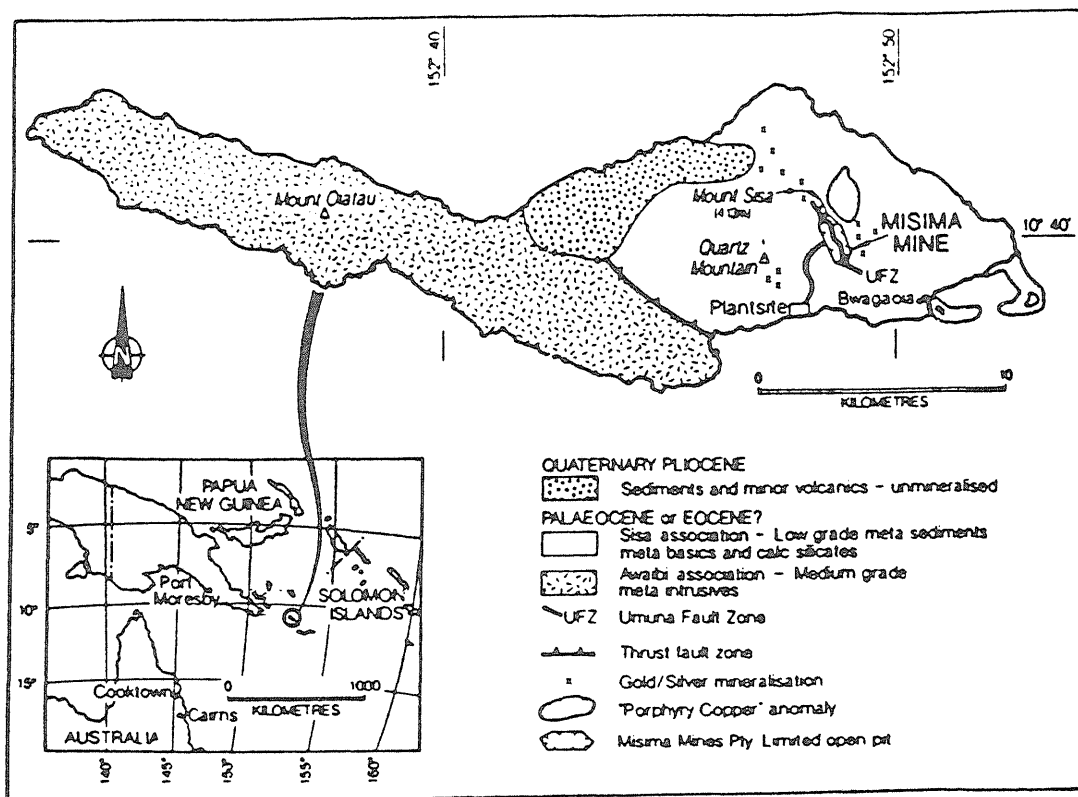 152° 40
152° 50
Mount Oiatau
Mount Sisa
MISIMA
MINE
10° 40'
Quartz
Mountain
UFZ
Plantsite
Bwagaoia
N
0 10
KILOMETRES
QUATERNARY PLIOCENE
Sediments and minor volcanics - unmineralised
PALAEOCENE or EOCENE?
Sisa association - Low grade meta sediments
meta basics and calc silicates
Awaibi association - Medium grade
meta intrusives
UFZ Umuna Fault Zone
Thrust fault zone
Gold/Silver mineralisation
"Porphyry Copper" anomaly
Misima Mines Pty Limited open pit
PAPUA
NEW GUINEA
5°
Port
Moresby
SOLOMON
ISLANDS
10°
15°
Cooktown
Cairns
0 1000
KILOMETRES
AUSTRALIA
140°
145°
155°
160°